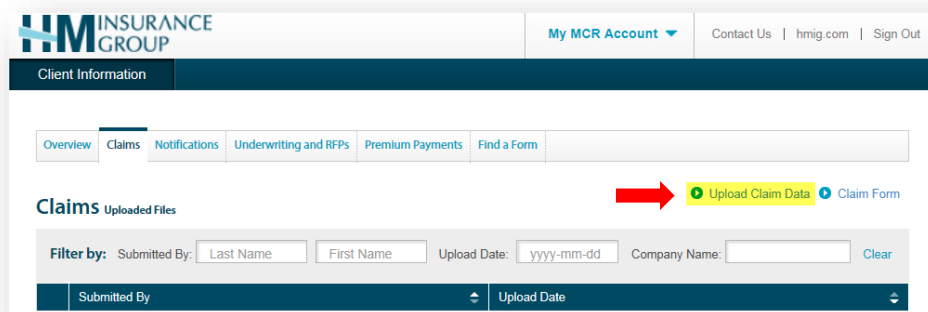 HM INSURANCE GROUP
My MCR Account
Contact Us | hmig.com | Sign Out
Client Information
Overview Claims Notifications Underwriting and RFPs Premium Payments Find a Form
Upload Claim Data Claim Form
Claims Uploaded Files
Filter by: Submitted By: Last Name First Name Upload Date: yyyy-mm-dd Company Name: Clear
Submitted By Upload Date